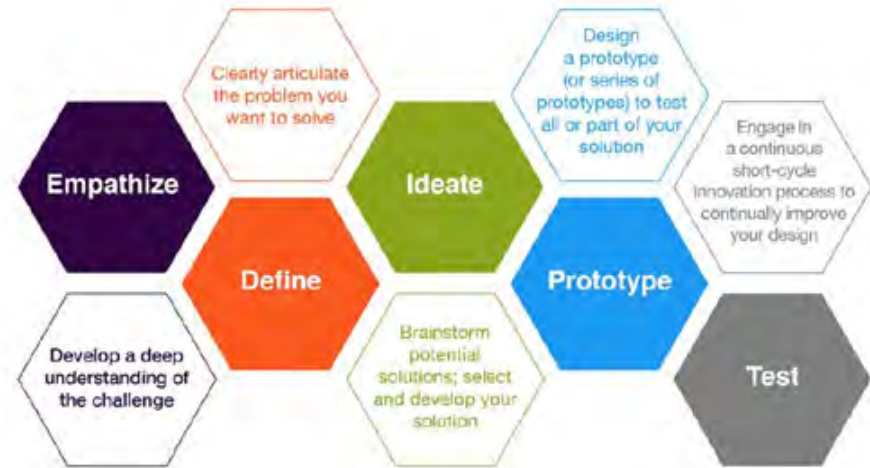 Empathize
Develop a deep
understanding of
the challenge
Clearly articulate
the problem you
want to solve
Define
Ideate
Brainstorm
potential
solutions; select
and develop your
solution
Design
a prototype
(or series of
prototypes) to test
all or part of your
solution
Prototype
Engage in
a continuous
short-cycle
innovation process to
continually improve
your design
Test